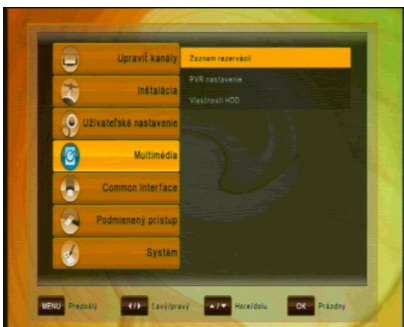 Upraviť kanály
Inštalácia
Užívateľské nastavenie
Multimédia
Common interface
Podmienený prístup
Systém
Zoznam rezervácií
PVR nastavenie
Vlastnosti HDD
MENU Predošlý
Ľavý/pravý
Hore/dolu
OK Prázdny